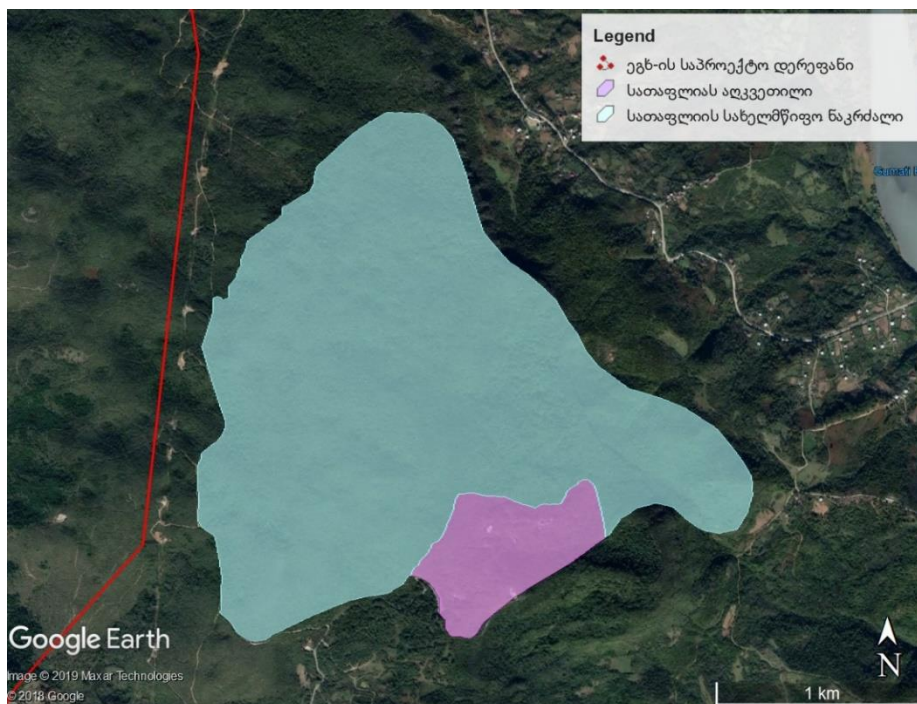 Legend
ეგხ-ის საპროექტო დერეფანი
სათაფლიას აღკვეთილი
სათაფლიის სახელმწიფო ნაკრძალი
Google Earth
Image © 2019 Maxar Technologies
© 2018 Google
N
1 km